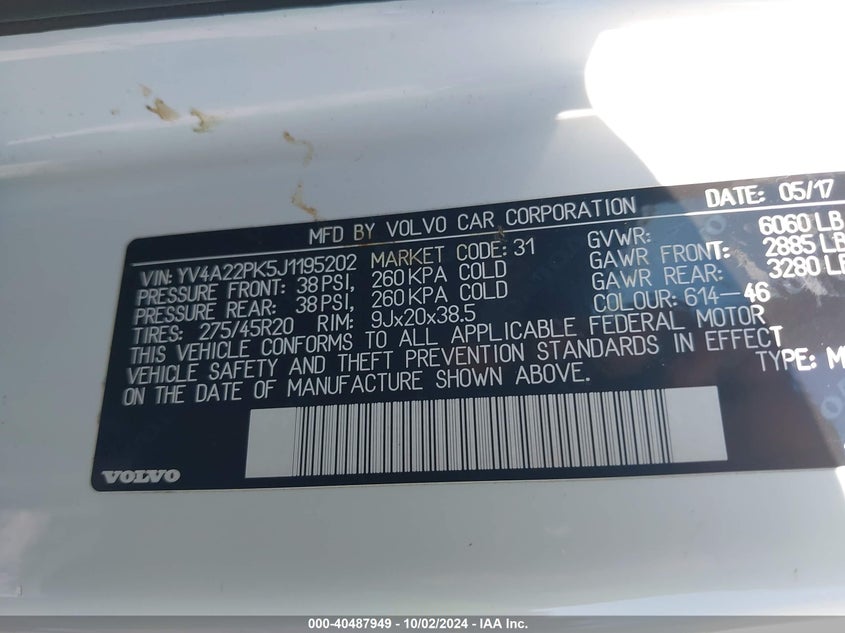 MFD BY VOLVO CAR CORPORATION DATE: 05/17
VIN: YV4A22PK5J1195202 MARKET CODE: 31 GVWR: 6060 LB
PRESSURE FRONT: 38 PSI, 260 KPA COLD GAWR FRONT: 2885 LB
PRESSURE REAR: 38 PSI, 260 KPA COLD GAWR REAR: 3280 LB
TIRES: 275/45R20 RIM: 9Jx20x38.5 COLOUR: 614-46
THIS VEHICLE CONFORMS TO ALL APPLICABLE FEDERAL MOTOR
VEHICLE SAFETY AND THEFT PREVENTION STANDARDS IN EFFECT
ON THE DATE OF MANUFACTURE SHOWN ABOVE. TYPE:
VOLVO
000-40487949 - 10/02/2024 - IAA Inc.